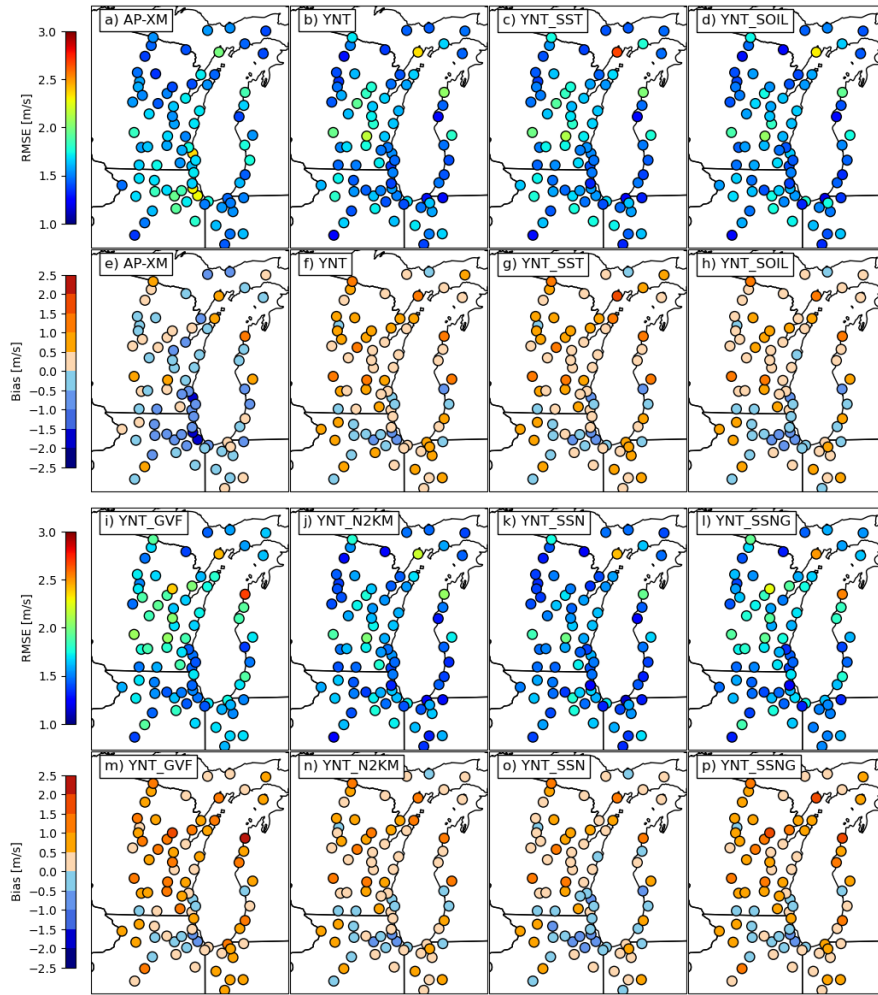 a) AP-XM
b) YNT
c) YNT_SST
d) YNT_SOIL
3.0
2.5
2.0
1.5
1.0
RMSE [m/s]
e) AP-XM
f) YNT
g) YNT_SST
h) YNT_SOIL
2.5
2.0
1.5
1.0
0.5
0.0
−0.5
−1.0
−1.5
−2.0
−2.5
Bias [m/s]
i) YNT_GVF
j) YNT_N2KM
k) YNT_SSN
l) YNT_SSNG
3.0
2.5
2.0
1.5
1.0
RMSE [m/s]
m) YNT_GVF
n) YNT_N2KM
o) YNT_SSN
p) YNT_SSNG
2.5
2.0
1.5
1.0
0.5
0.0
−0.5
−1.0
−1.5
−2.0
−2.5
Bias [m/s]